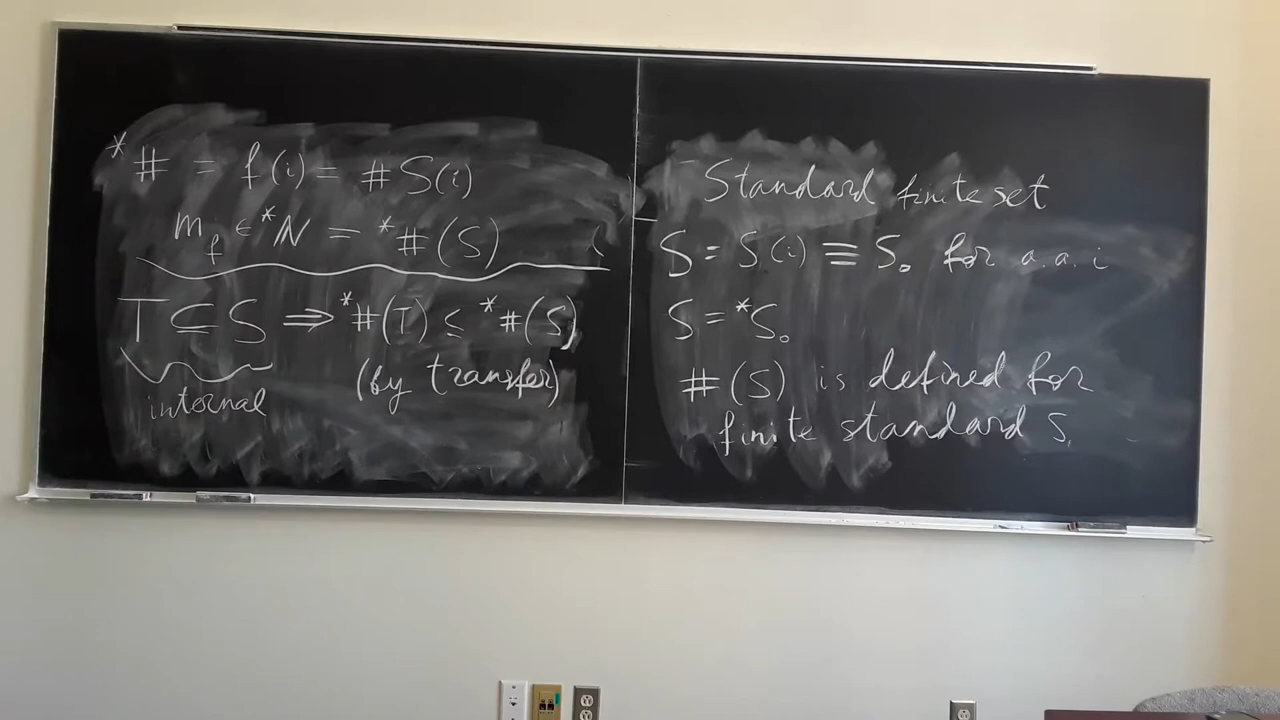 *# = f(i) = # S(i)
m_f ∈ *N = *#(S)
T ⊆ S ⇒ *#(T) ≤ *#(S)
internal
(by transfer)
Standard finite set
S = S(i) ≡ S₀ for a.a. i
S = *S₀
#(S) is defined for
finite standard S.